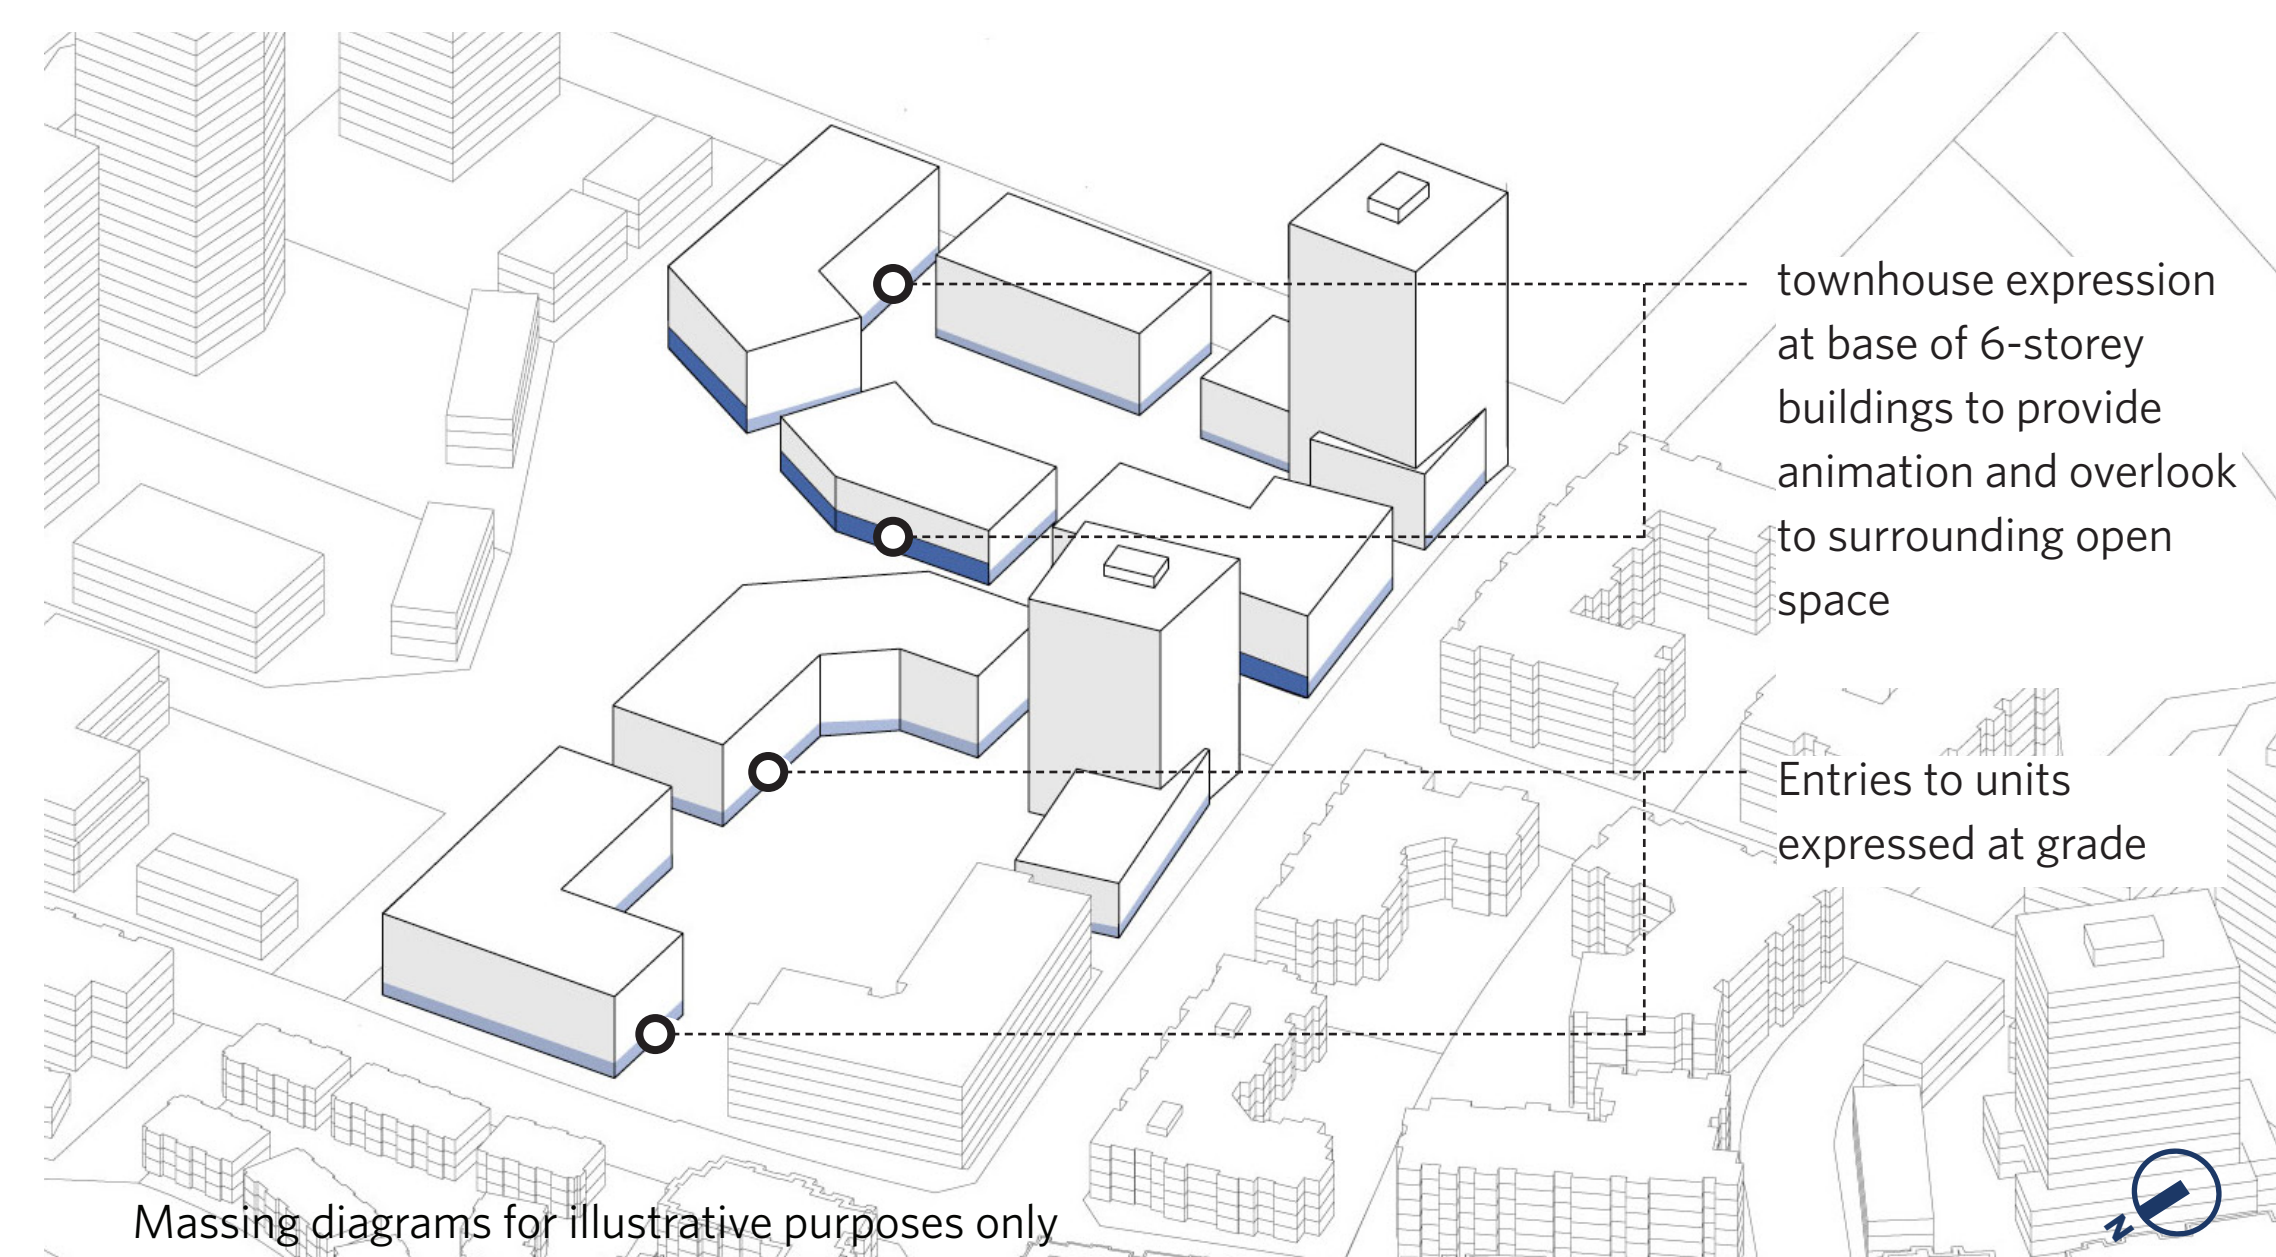 townhouse expression
at base of 6-storey
buildings to provide
animation and overlook
to surrounding open
space
Entries to units
expressed at grade
Massing diagrams for illustrative purposes only
N